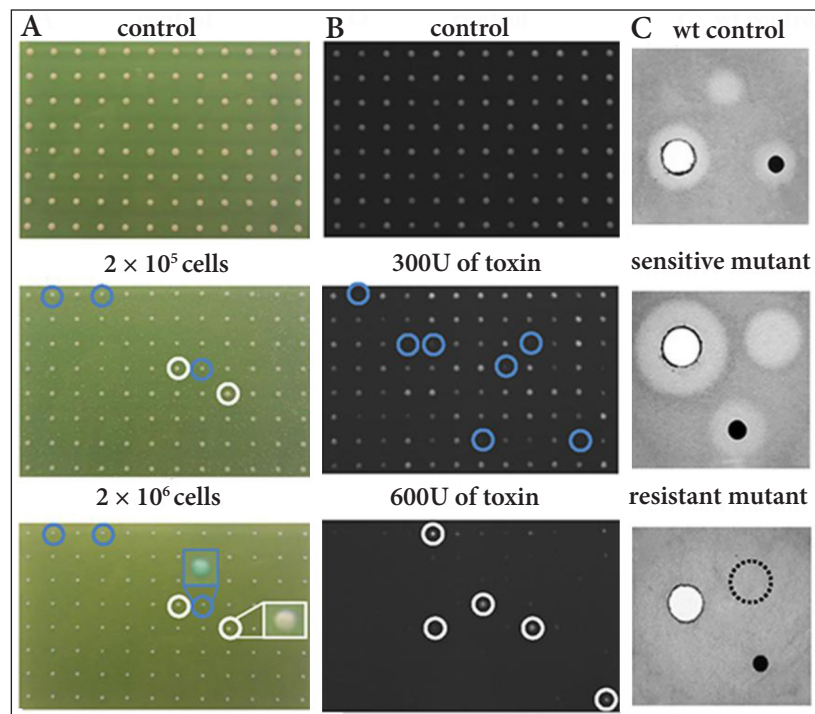 A
control
B
control
C
wt control
2 × 10⁵ cells
300U of toxin
sensitive mutant
2 × 10⁶ cells
600U of toxin
resistant mutant